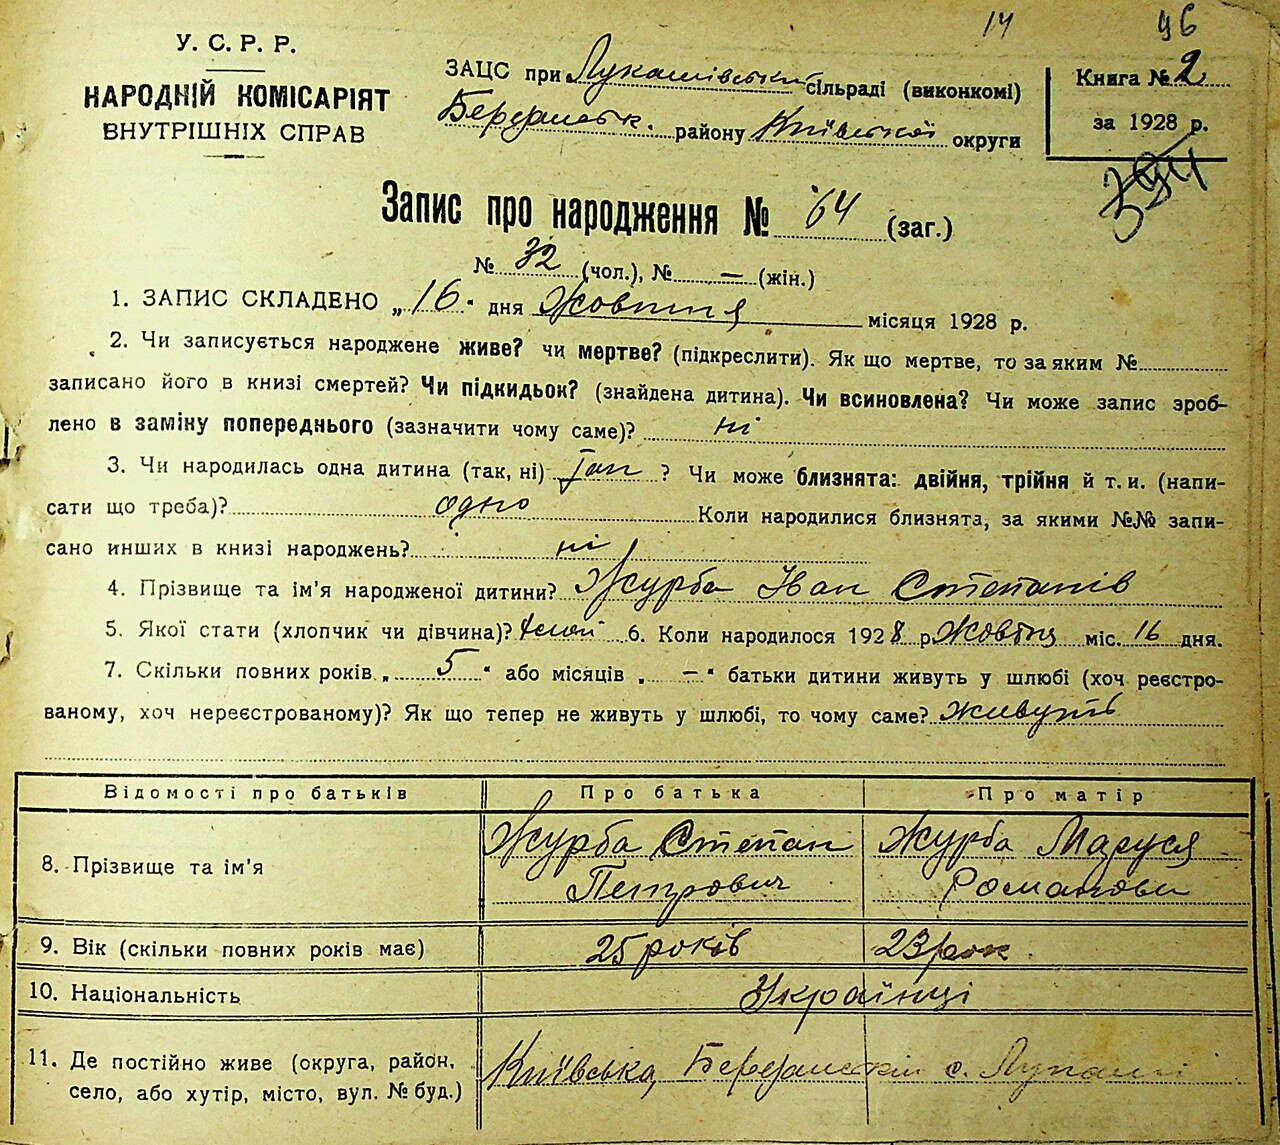 14 96
У. С. Р. Р.
НАРОДНІЙ КОМІСАРІЯТ
ВНУТРІШНІХ СПРАВ
ЗАЦС при Лукашівській сільраді (виконкомі)
району Київської округи
Книга № 2
за 1928 р.
394
Запис про народження № 64 (заг.)
№ 32 (чол.), № — (жін.)
1. ЗАПИС СКЛАДЕНО „16" дня Жовтня місяця 1928 р.
2. Чи записується народжене живе? чи мертве? (підкреслити). Як що мертве, то за яким №
записано його в книзі смертей? Чи підкидьок? (знайдена дитина). Чи всиновлена? Чи може запис зроб-
лено в заміну попереднього (зазначити чому саме)? ні
3. Чи народилась одна дитина (так, ні) Так ? Чи може близнята: двійня, трійня й т. и. (напи-
сати що треба)? одно Коли народилися близнята, за якими №№ запи-
сано инших в книзі народжень? ні
4. Прізвище та ім'я народженої дитини? Журба Іван Степанів
5. Якої стати (хлопчик чи дівчина)? 6. Коли народилося 1928 р. Жовтня міс. 16 дня.
7. Скільки повних років „ 5 " або місяців „ — " батьки дитини живуть у шлюбі (хоч реєстро-
ваному, хоч нереєстрованому)? Як що тепер не живуть у шлюбі, то чому саме? живуть
Відомості про батьків Про батька Про матір
8. Прізвище та ім'я Журба Степан Петрович Журба Маруся
9. Вік (скільки повних років має) 25 років 23 рок.
10. Національність Українці
11. Де постійно живе (округа, район, Київська, с. Лукаші
село, або хутір, місто, вул. № буд.)